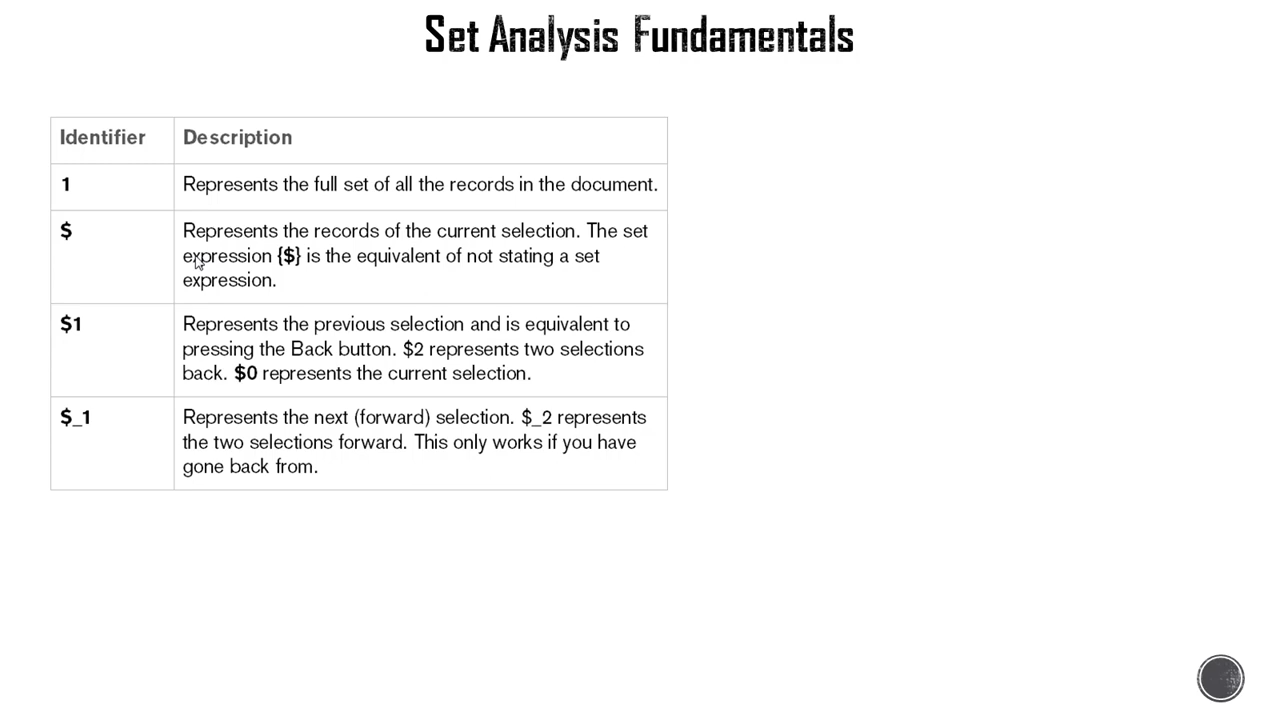 Set Analysis Fundamentals
Identifier Description
1 Represents the full set of all the records in the document.
$ Represents the records of the current selection. The set
expression {$} is the equivalent of not stating a set
expression.
$1 Represents the previous selection and is equivalent to
pressing the Back button. $2 represents two selections
back. $0 represents the current selection.
$_1 Represents the next (forward) selection. $_2 represents
the two selections forward. This only works if you have
gone back from.